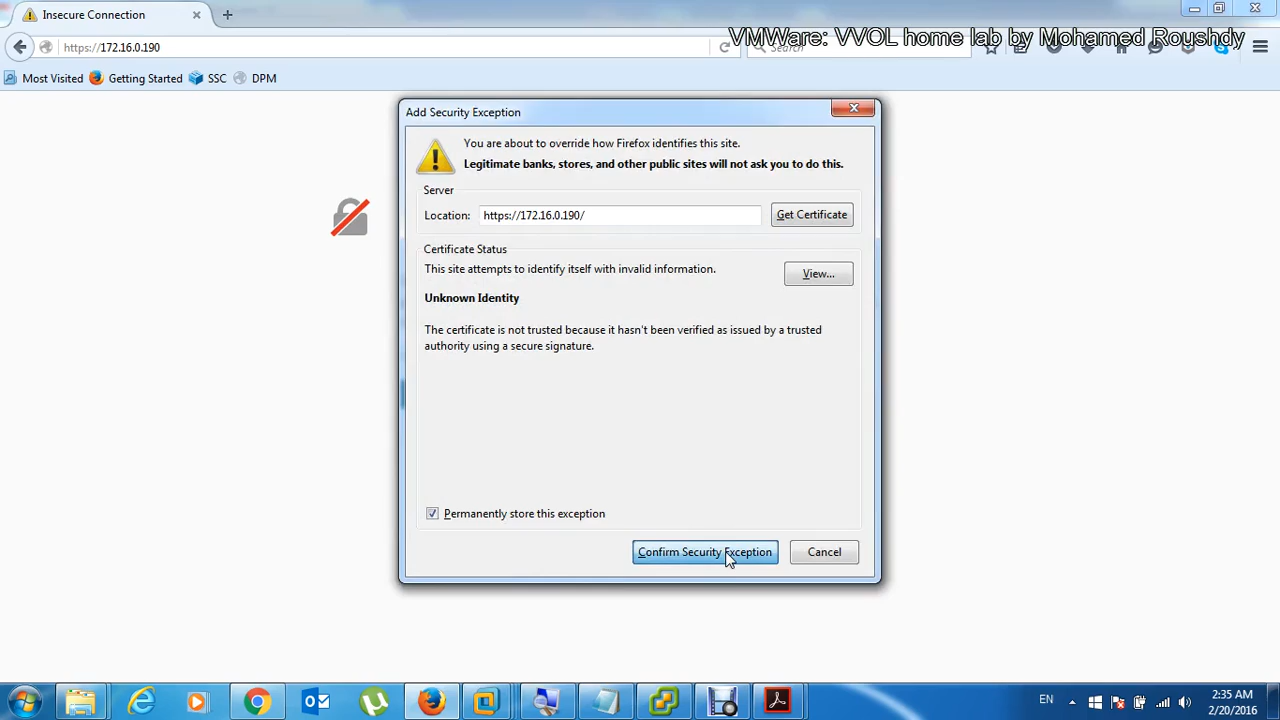 Insecure Connection
https://172.16.0.190
Search
VMWare: VVOL home lab by Mohamed Roushdy
Most Visited
Getting Started
SSC
DPM
Add Security Exception
You are about to override how Firefox identifies this site.
Legitimate banks, stores, and other public sites will not ask you to do this.
Server
Location:
https://172.16.0.190/
Get Certificate
Certificate Status
This site attempts to identify itself with invalid information.
View...
Unknown Identity
The certificate is not trusted because it hasn't been verified as issued by a trusted
authority using a secure signature.
Permanently store this exception
Confirm Security Exception
Cancel
EN
2:35 AM
2/20/2016